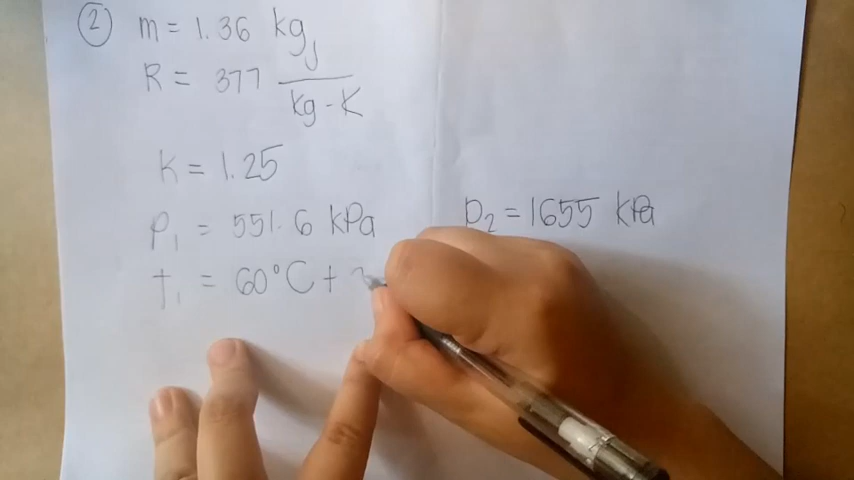 ② m = 1.36 kg
R = 377 J/kg-K
k = 1.25
P₁ = 551.6 kPa P₂ = 1655 kPa
t₁ = 60°C +